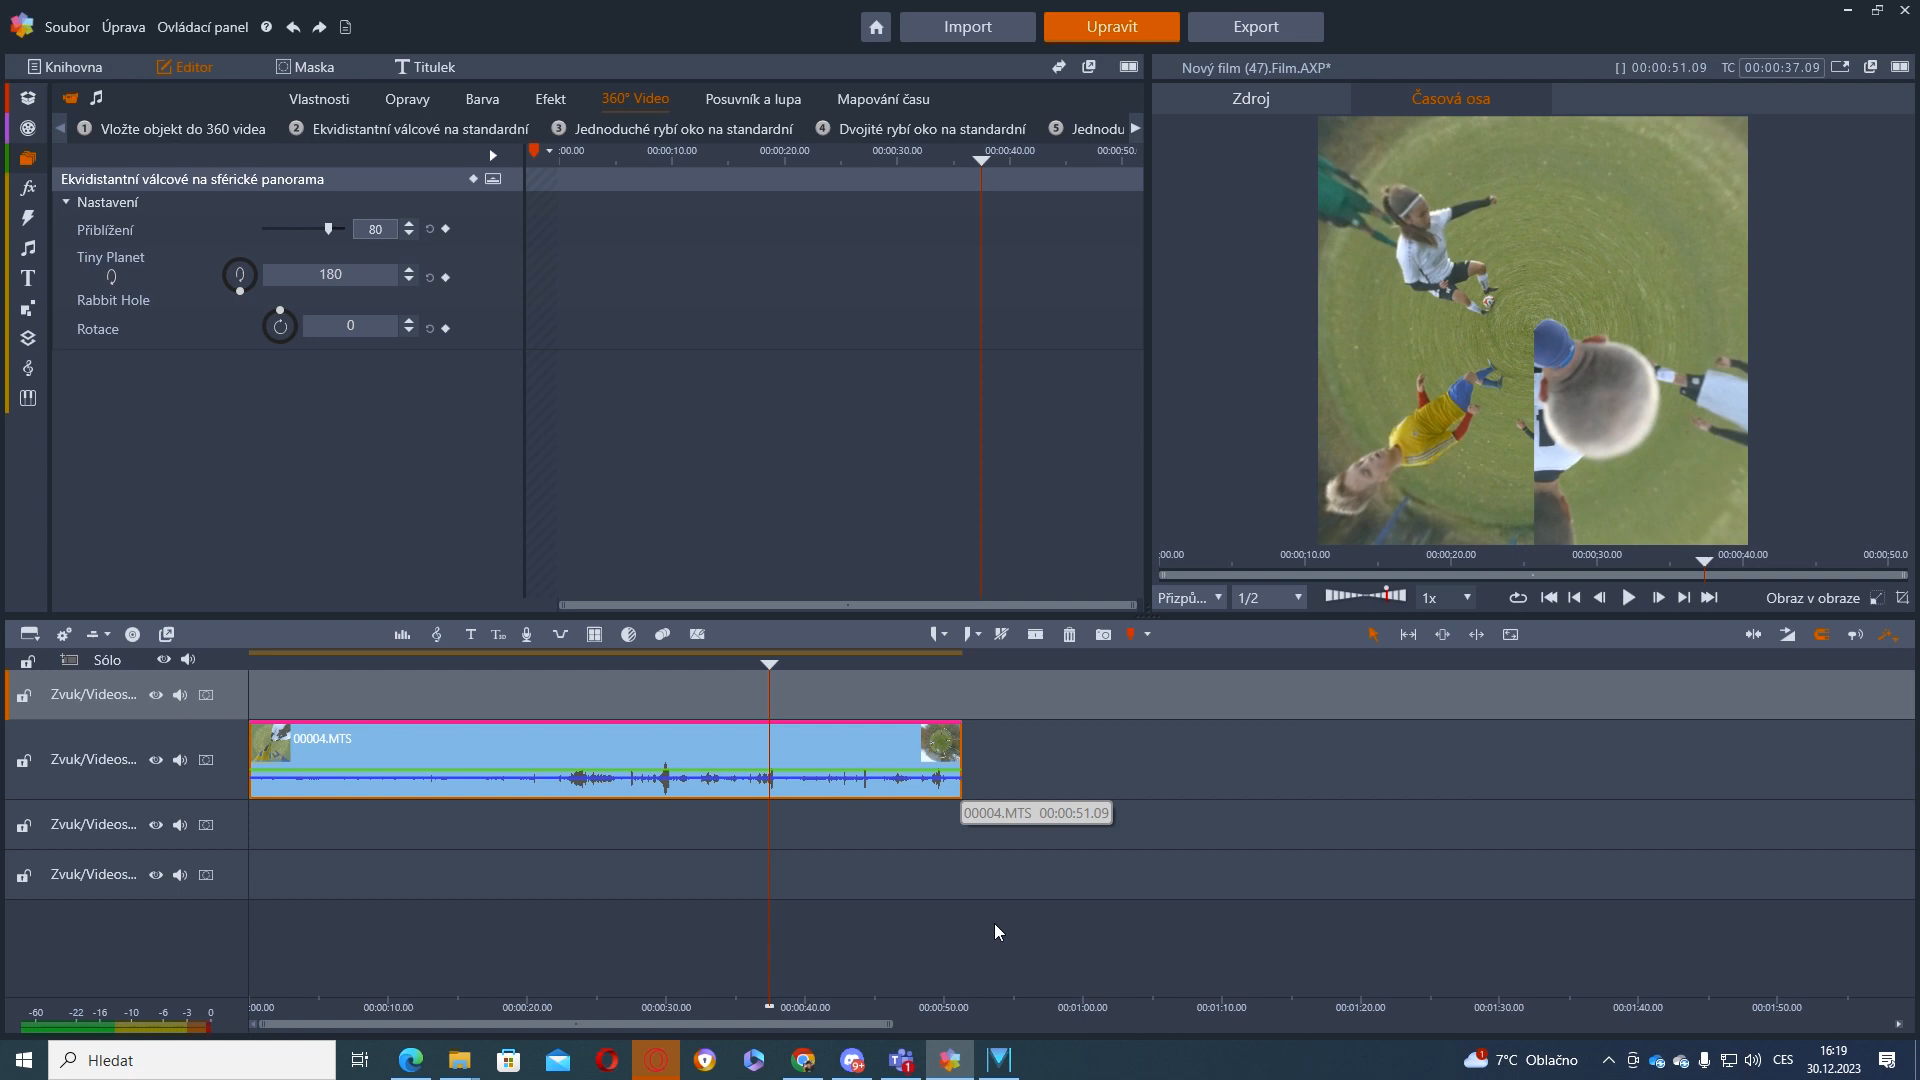 Soubor Úprava Ovládací panel
Import Upravit Export
Knihovna Editor Maska Titulek
Nový film (47).Film.AXP* [ ] 00:00:51.09 TC 00:00:37.09
Vlastnosti Opravy Barva Efekt 360° Video Posuvník a lupa Mapování času
Zdroj Časová osa
1 Vložte objekt do 360 videa 2 Ekvidistantní válcové na standardní 3 Jednoduché rybí oko na standardní 4 Dvojité rybí oko na standardní 5 Jednodu
:00.00 00:00:10.00 00:00:20.00 00:00:30.00 00:00:40.00 00:00:50.
Ekvidistantní válcové na sférické panorama
Nastavení
Přiblížení 80
Tiny Planet
180
Rabbit Hole
Rotace 0
:00.00 00:00:10.00 00:00:20.00 00:00:30.00 00:00:40.00 00:00:50.0
Přizpů... 1/2 1x Obraz v obraze
Sólo
Zvuk/Videos...
Zvuk/Videos...
00004.MTS
00004.MTS 00:00:51.09
Zvuk/Videos...
Zvuk/Videos...
:00.00 00:00:10.00 00:00:20.00 00:00:30.00 00:00:40.00 00:00:50.00 00:01:00.00 00:01:10.00 00:01:20.00 00:01:30.00 00:01:40.00 00:01:50.00
-60 -22 -16 -10 -6 -3 0
Hledat
9+
1
1
7°C Oblačno
CES
16:19
30.12.2023